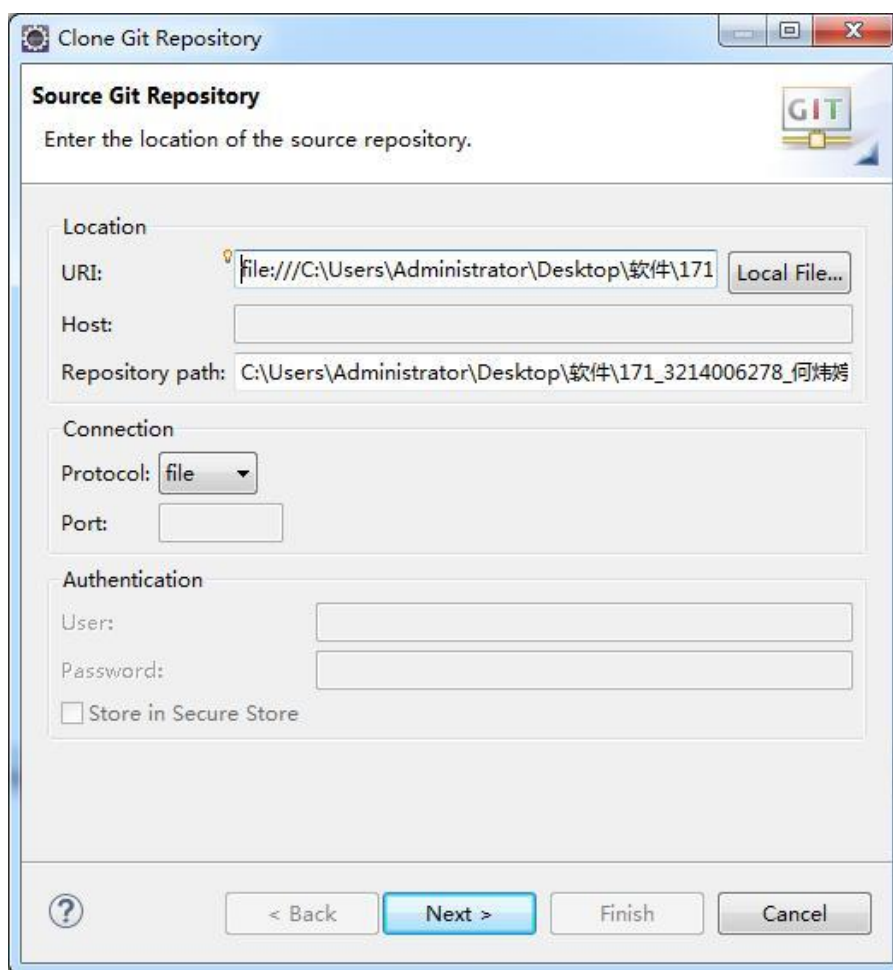 Clone Git Repository
Source Git Repository
GIT
Enter the location of the source repository.
Location
URI: file:///C:\Users\Administrator\Desktop\软件\171 Local File...
Host:
Repository path: C:\Users\Administrator\Desktop\软件\171_3214006278_何炜婷
Connection
Protocol: file
Port:
Authentication
User:
Password:
Store in Secure Store
? < Back Next > Finish Cancel